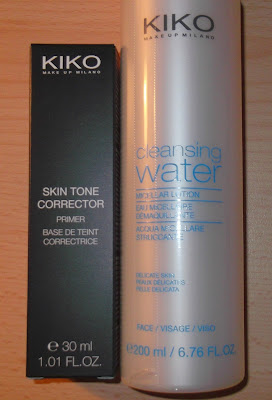 KIKO
MAKE UP MILANO
SKIN TONE
CORRECTOR
PRIMER
BASE DE TEINT
CORRECTRICE
℮ 30 ml
1.01 FL.OZ.
KIKO
MAKE UP MILANO
cleansing
water
MICELLAR LOTION
EAU MICELLAIRE
DÉMAQUILLANTE
ACQUA MICELLARE
STRUCCANTE
DELICATE SKIN
PEAUX DÉLICATES
PELLE DELICATA
FACE / VISAGE / VISO
℮ 200 ml / 6.76 FL.OZ.